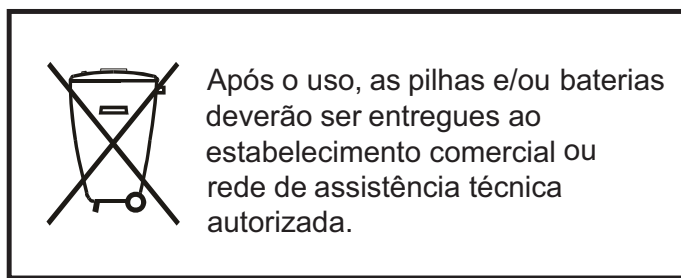 Após o uso, as pilhas e/ou baterias
deverão ser entregues ao
estabelecimento comercial ou
rede de assistência técnica
autorizada.